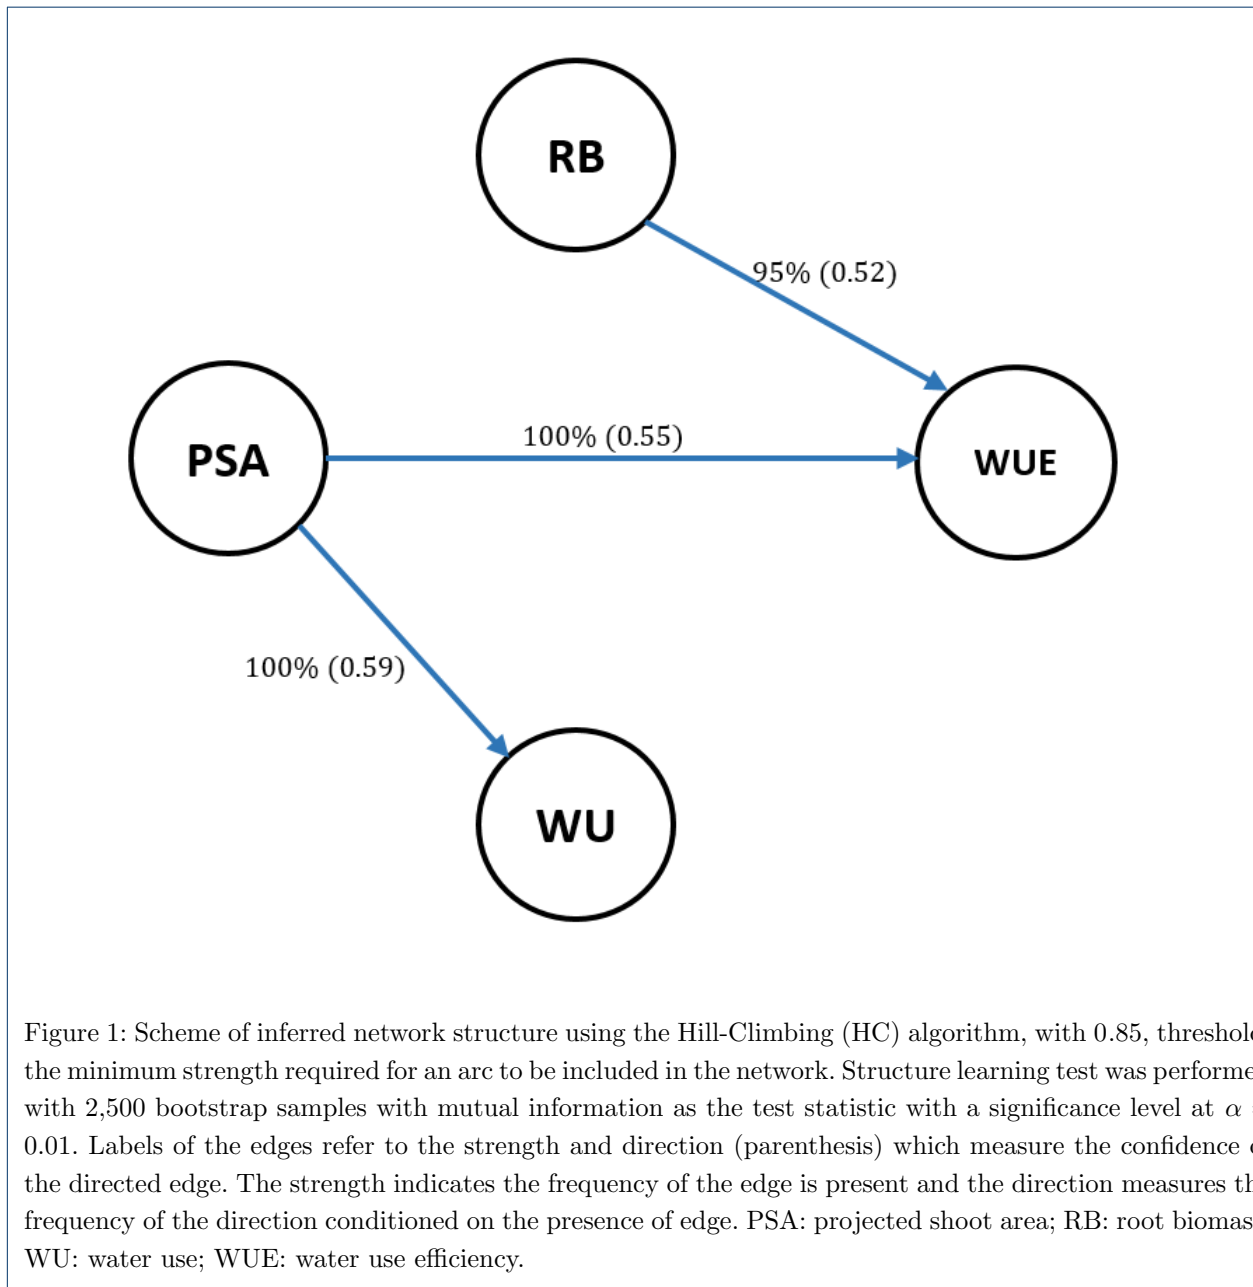 RB
95% (0.52)
PSA
100% (0.55)
WUE
100% (0.59)
WU
Figure 1: Scheme of inferred network structure using the Hill-Climbing (HC) algorithm, with 0.85, threshold
the minimum strength required for an arc to be included in the network. Structure learning test was performe
with 2,500 bootstrap samples with mutual information as the test statistic with a significance level at α
0.01. Labels of the edges refer to the strength and direction (parenthesis) which measure the confidence
the directed edge. The strength indicates the frequency of the edge is present and the direction measures th
frequency of the direction conditioned on the presence of edge. PSA: projected shoot area; RB: root biomas
WU: water use; WUE: water use efficiency.